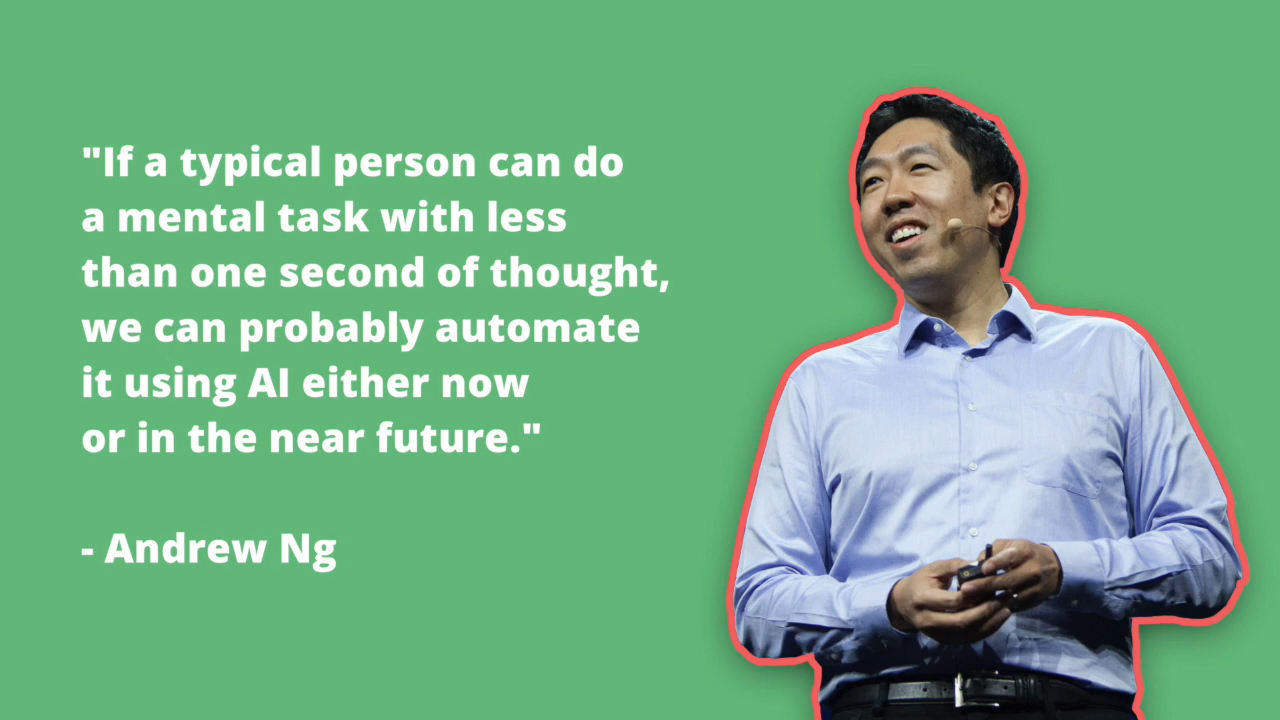 "If a typical person can do
a mental task with less
than one second of thought,
we can probably automate
it using AI either now
or in the near future."
- Andrew Ng